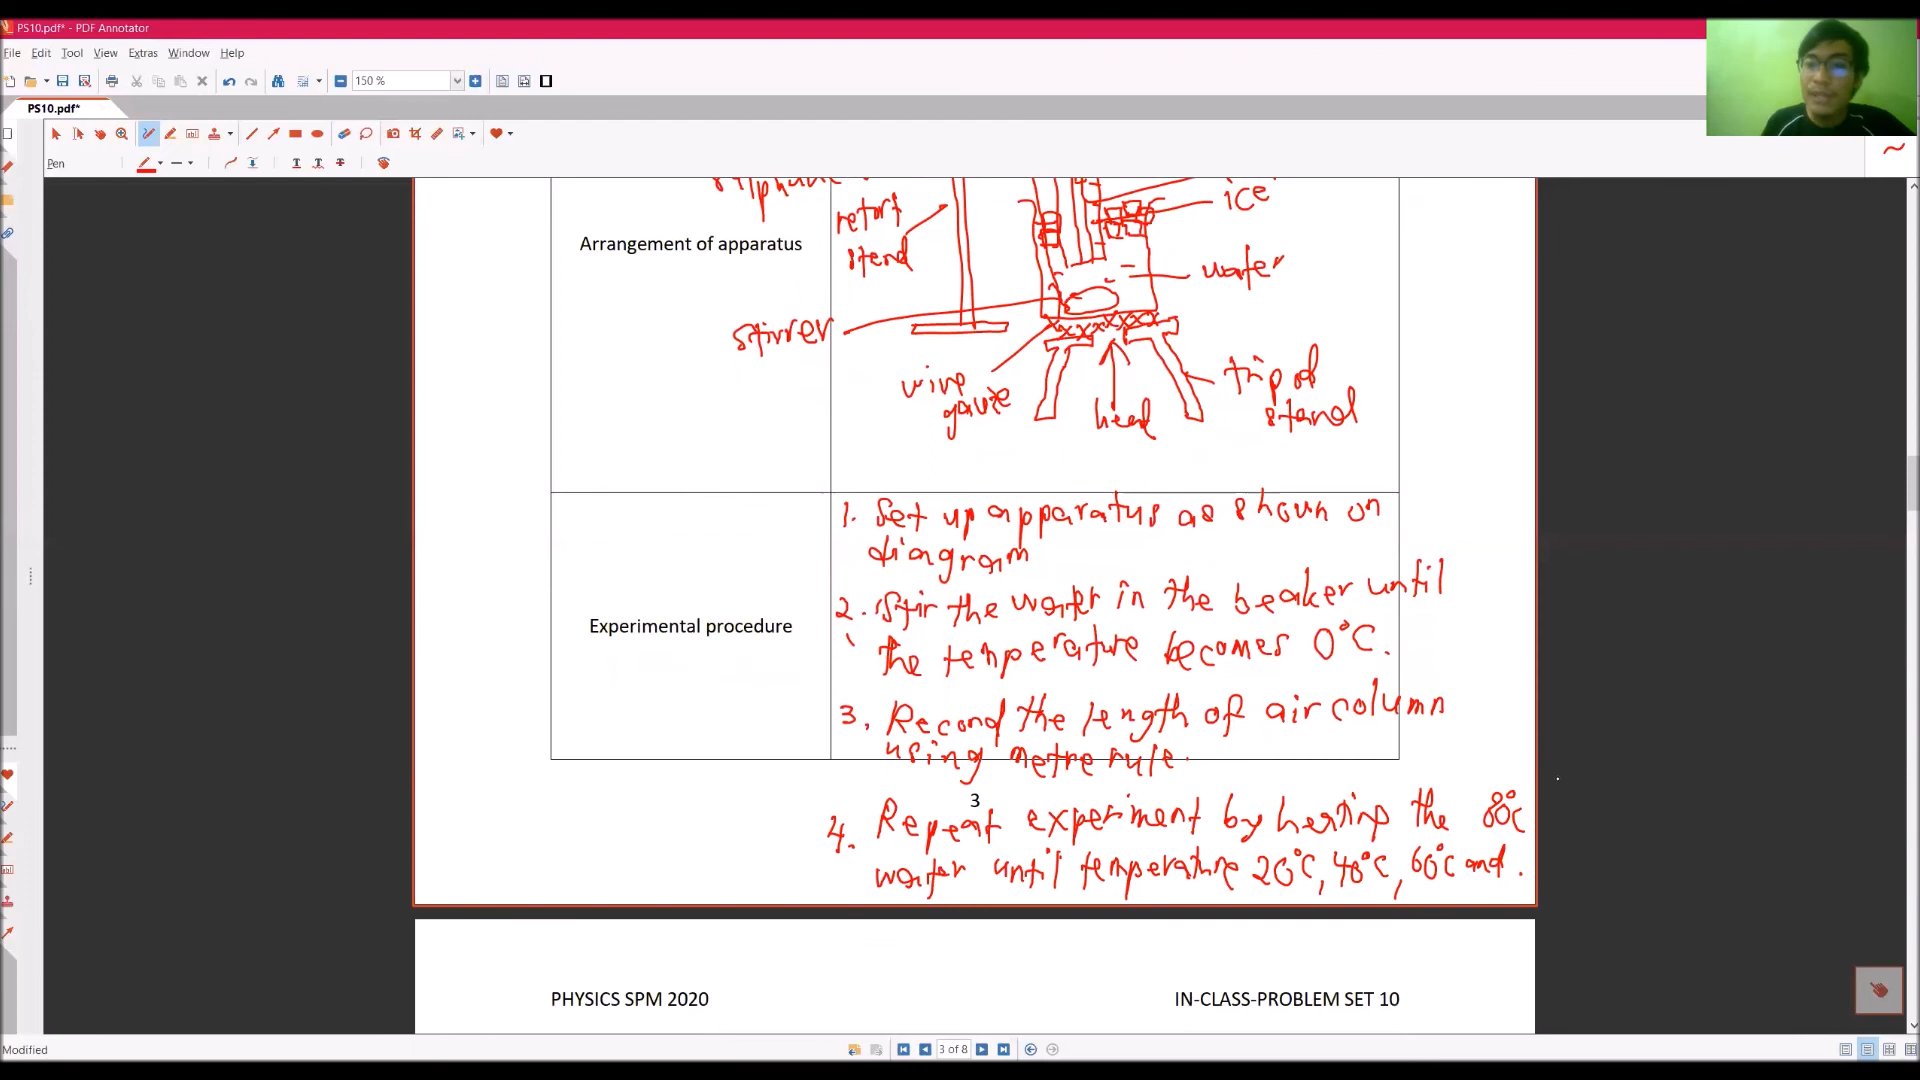 PS10.pdf* - PDF Annotator
File Edit Tool View Extras Window Help
150 %
PS10.pdf*
Pen
retort
stand
ice
Arrangement of apparatus
water
stirrer
wire
gauze
heat
tripod
stand
1. Set up apparatus as shown on
diagram
2. Stir the water in the beaker until
the temperature becomes 0°C.
Experimental procedure
3. Record the length of air column
using metre rule.
3
4. Repeat experiment by heating the 80°C
water until temperature 20°C, 40°C, 60°C and .
PHYSICS SPM 2020
IN-CLASS-PROBLEM SET 10
Modified
3 of 8